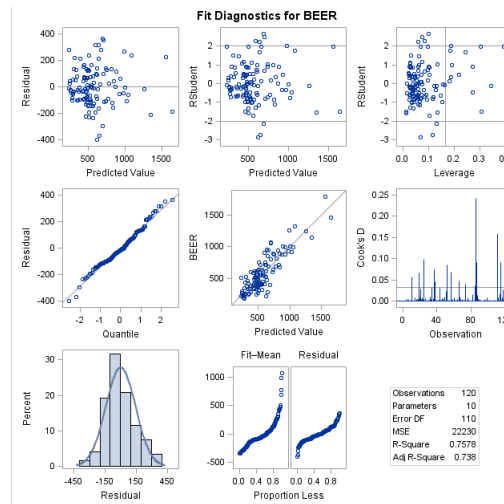 Fit Diagnostics for BEER
Residual
400
200
0
-200
-400
500 1000 1500
Predicted Value
RStudent
2
1
0
-1
-2
-3
500 1000 1500
Predicted Value
RStudent
2
1
0
-1
-2
-3
0.0 0.1 0.2 0.3
Leverage
Residual
400
200
0
-200
-400
-2 -1 0 1 2
Quantile
BEER
1500
1000
500
500 1000 1500
Predicted Value
Cook's D
0.25
0.20
0.15
0.10
0.05
0.00
0 40 80
Observation
Percent
30
20
10
0
-450 -150 150 450
Residual
Fit–Mean Residual
1000
500
0
-500
0.0 0.4 0.8 0.0 0.4 0.8
Proportion Less
Observations 120
Parameters 10
Error DF 110
MSE 22230
R-Square 0.7578
Adj R-Square 0.738